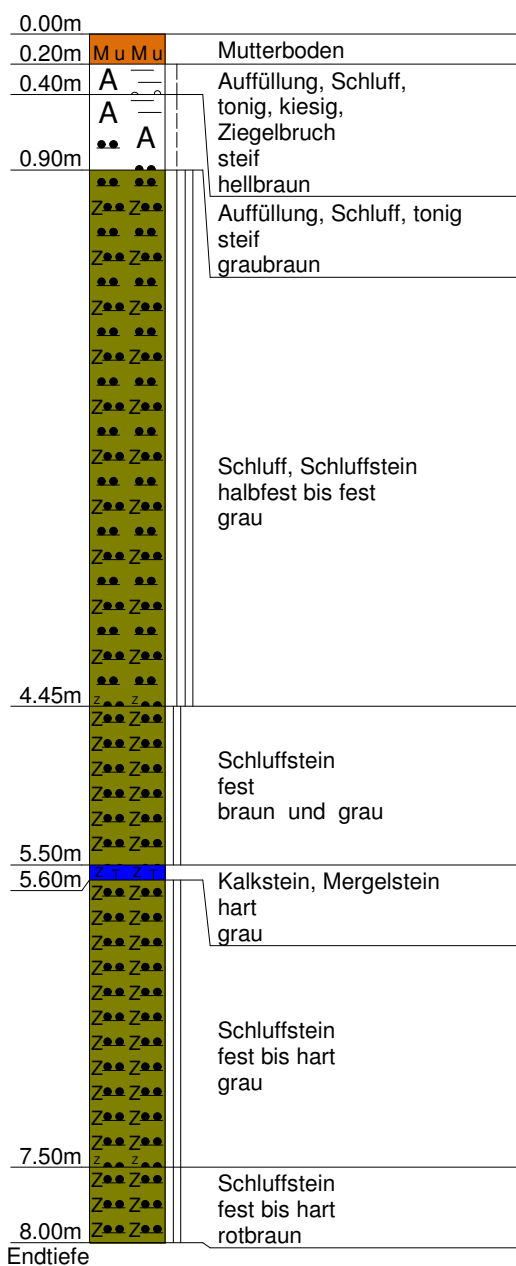 0.00m
0.20m
Mu Mu
Mutterboden
0.40m
A
A
A
Auffüllung, Schluff,
tonig, kiesig,
Ziegelbruch
steif
hellbraun
0.90m
Auffüllung, Schluff, tonig
steif
graubraun
Z Z
Z Z
Z Z
Z Z
Z Z
Z Z
Z Z
Z Z
Z Z
Z Z
Schluff, Schluffstein
halbfest bis fest
grau
4.45m
z z
Z Z
Z Z
Z Z
Z Z
Z Z
Z Z
Schluffstein
fest
braun und grau
5.50m
5.60m
Z Z
Kalkstein, Mergelstein
hart
grau
Z Z
Z Z
Z Z
Z Z
Z Z
Z Z
Z Z
Z Z
Z Z
Z Z
Z Z
Schluffstein
fest bis hart
grau
7.50m
z z
Z Z
Z Z
Z Z
Schluffstein
fest bis hart
rotbraun
8.00m
Endtiefe